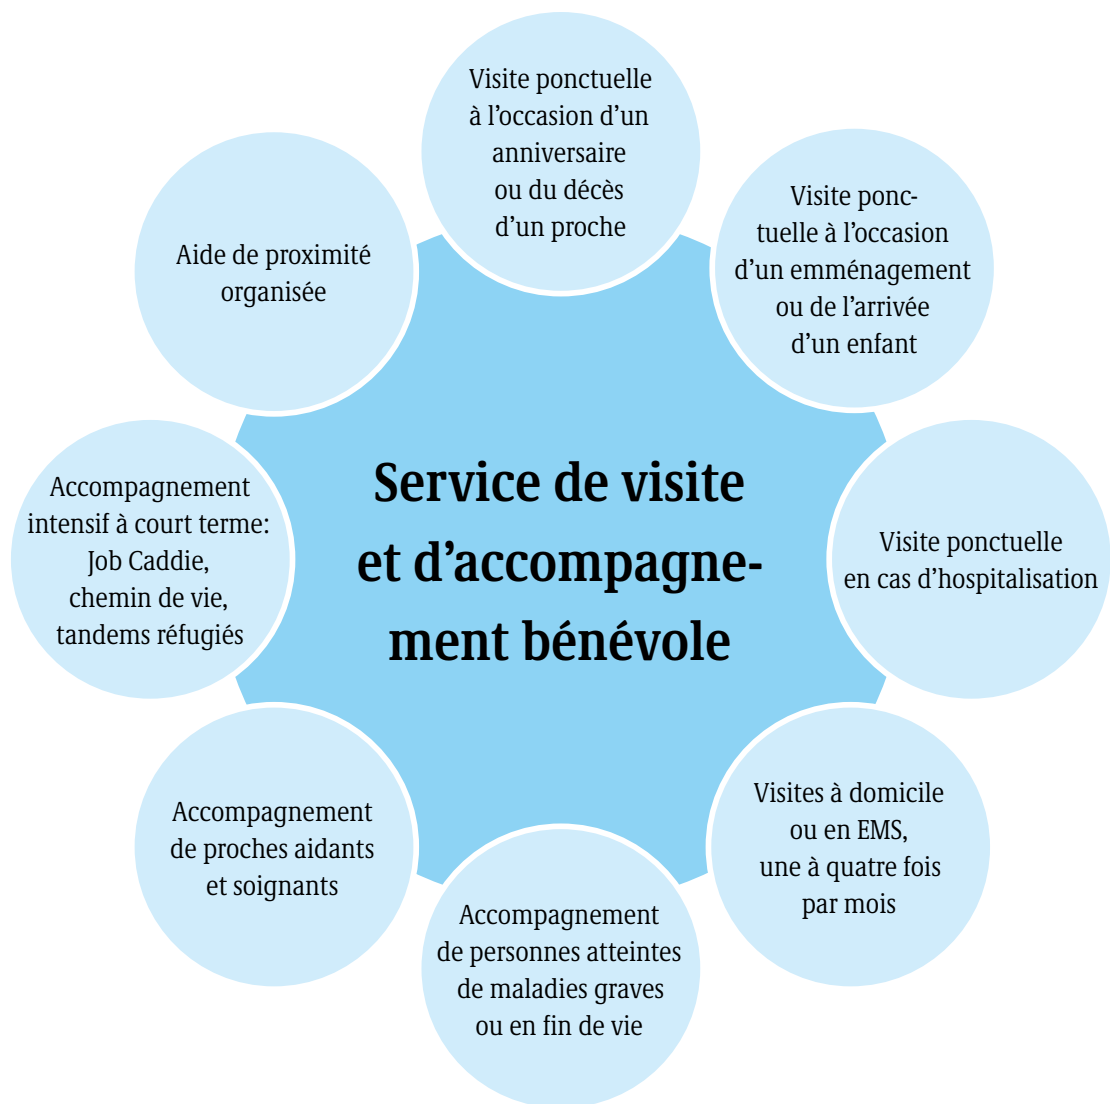 Visite ponctuelle
à l’occasion d’un
anniversaire
ou du décès
d’un proche
Visite ponc-
tuelle à l’occasion
d’un emménagement
ou de l’arrivée
d’un enfant
Visite ponctuelle
en cas d’hospitalisation
Visites à domicile
ou en EMS,
une à quatre fois
par mois
Accompagnement
de personnes atteintes
de maladies graves
ou en fin de vie
Accompagnement
de proches aidants
et soignants
Accompagnement
intensif à court terme:
Job Caddie,
chemin de vie,
tandems réfugiés
Aide de proximité
organisée
Service de visite
et d’accompagne-
ment bénévole